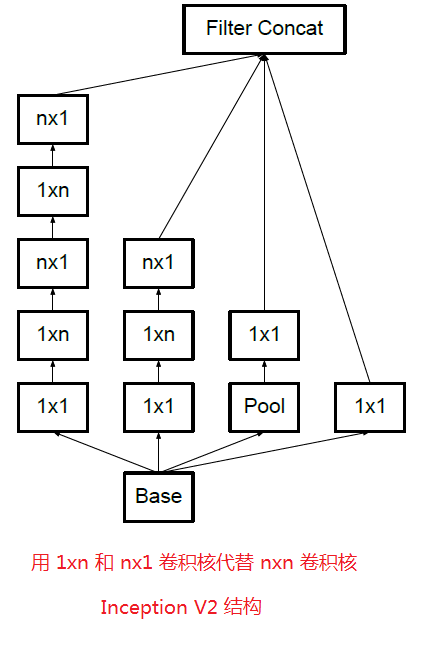 Filter Concat
nx1
1xn
nx1 nx1
1xn 1xn 1x1
1x1 1x1 Pool 1x1
Base
用 1xn 和 nx1 卷积核代替 nxn 卷积核
Inception V2 结构